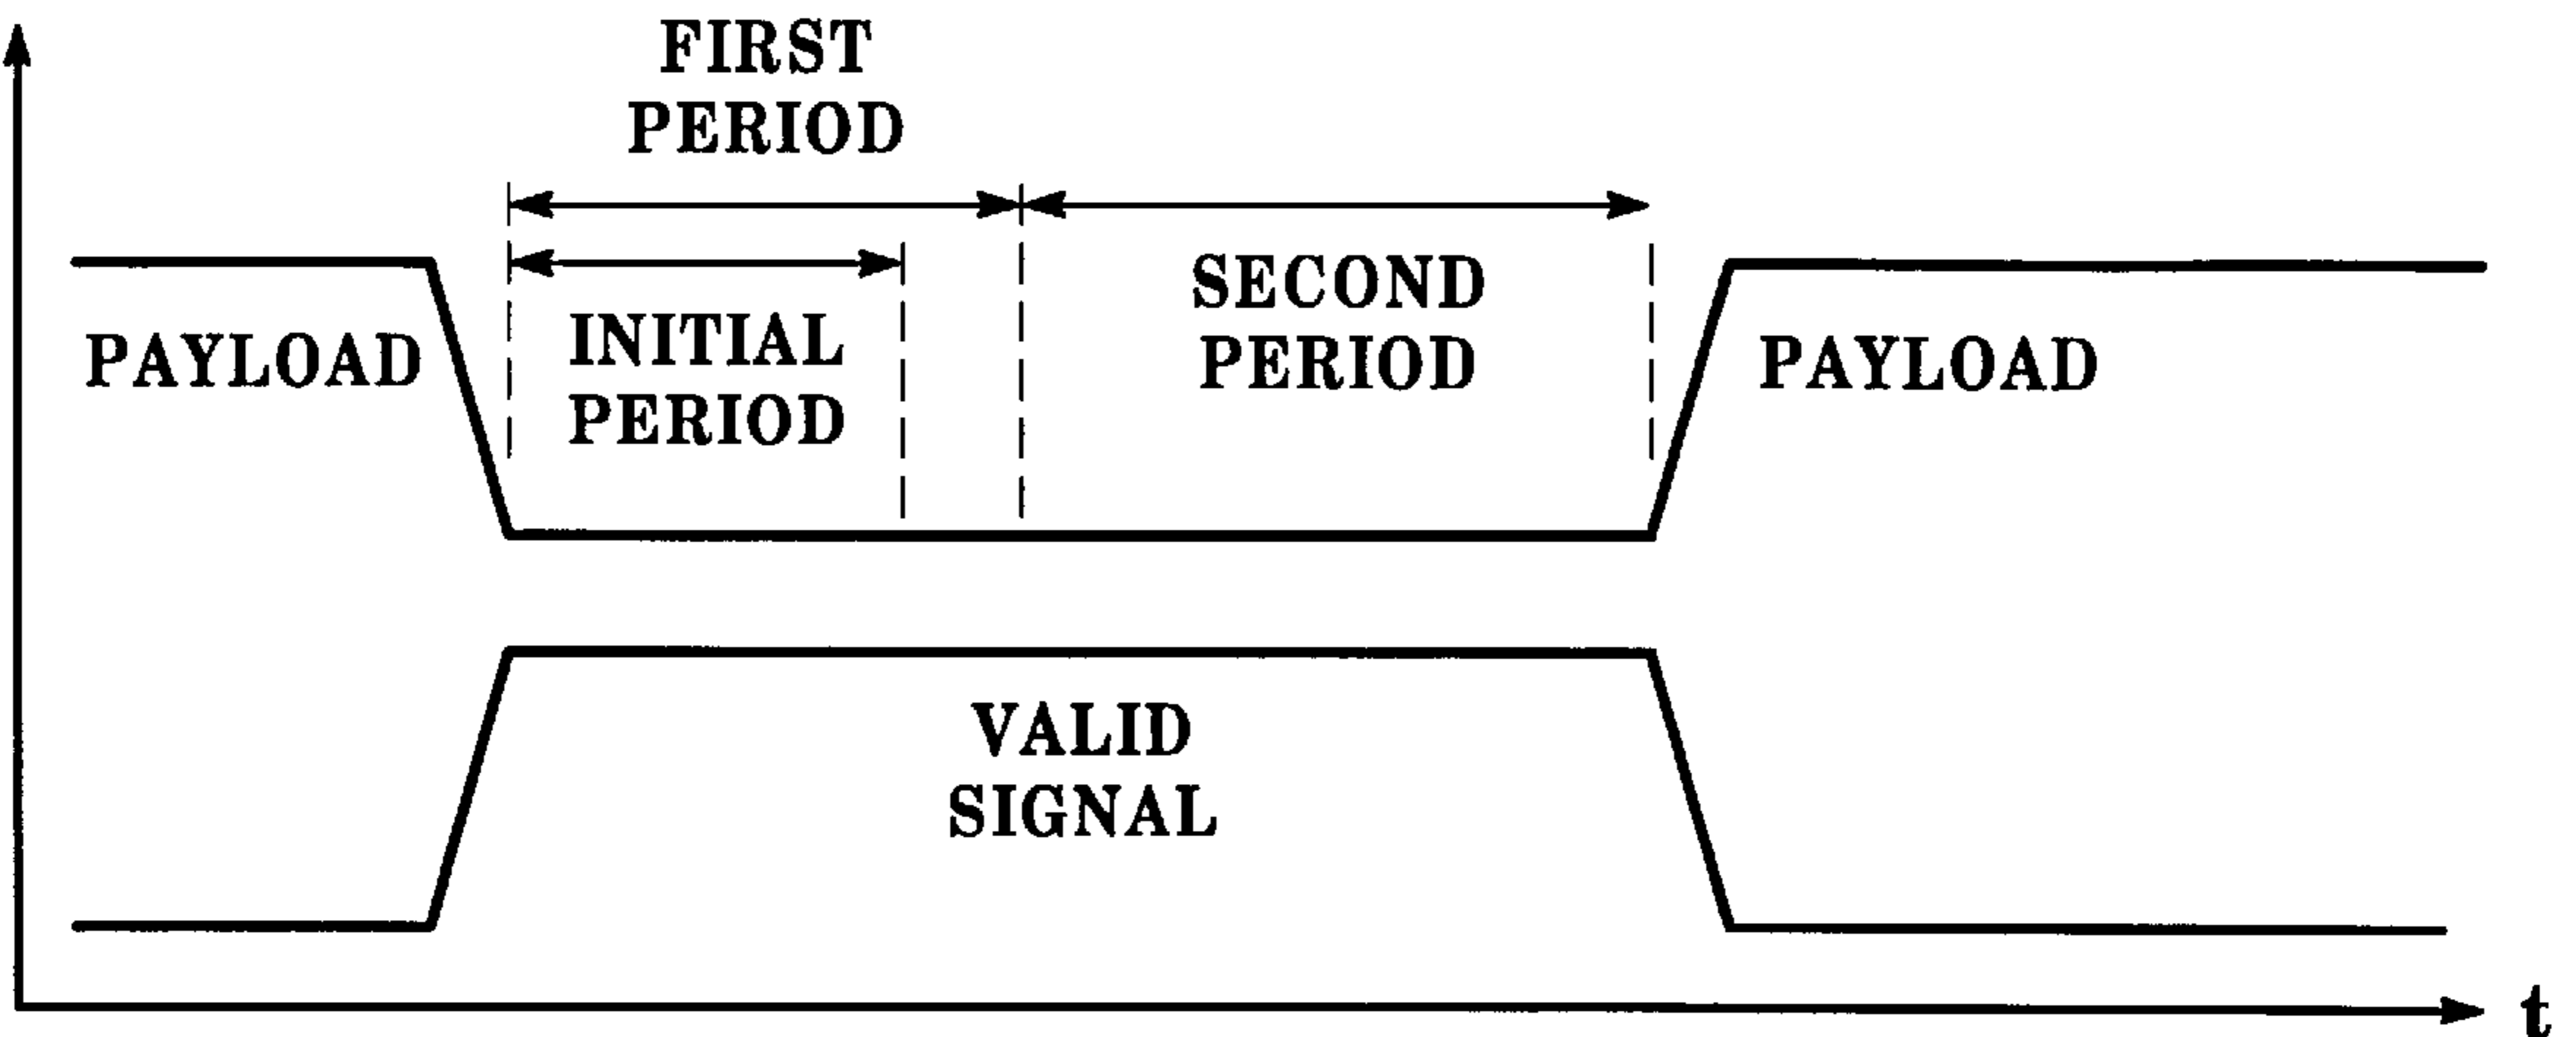 FIRST
PERIOD
PAYLOAD
INITIAL
PERIOD
SECOND
PERIOD
PAYLOAD
VALID
SIGNAL
t